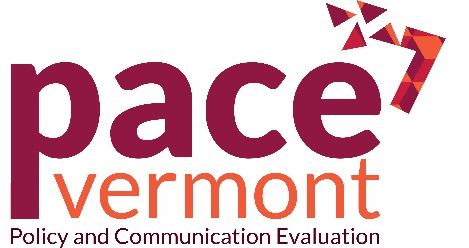 pace
vermont
Policy and Communication Evaluation